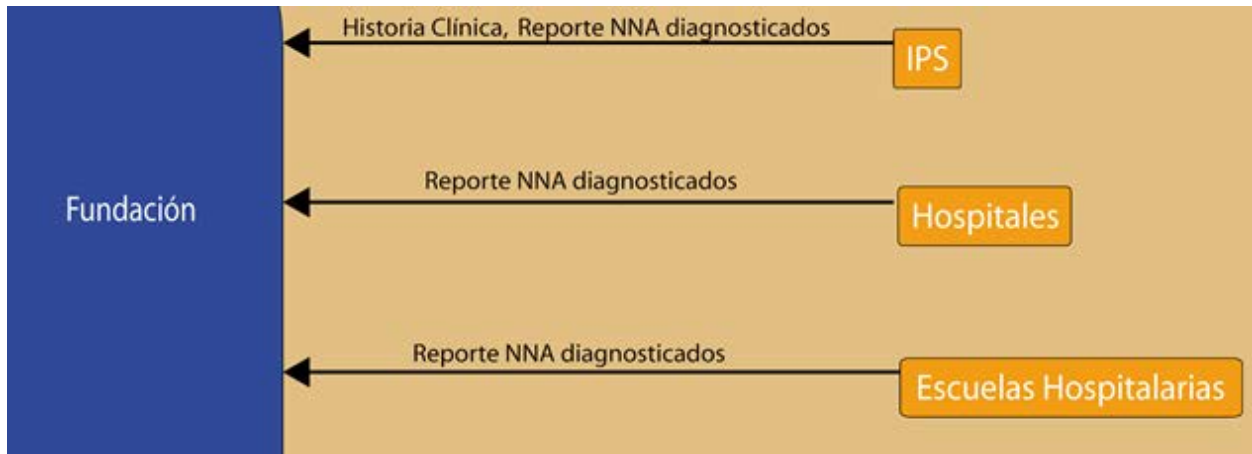 Historia Clínica, Reporte NNA diagnosticados
IPS
Reporte NNA diagnosticados
Fundación
Hospitales
Reporte NNA diagnosticados
Escuelas Hospitalarias